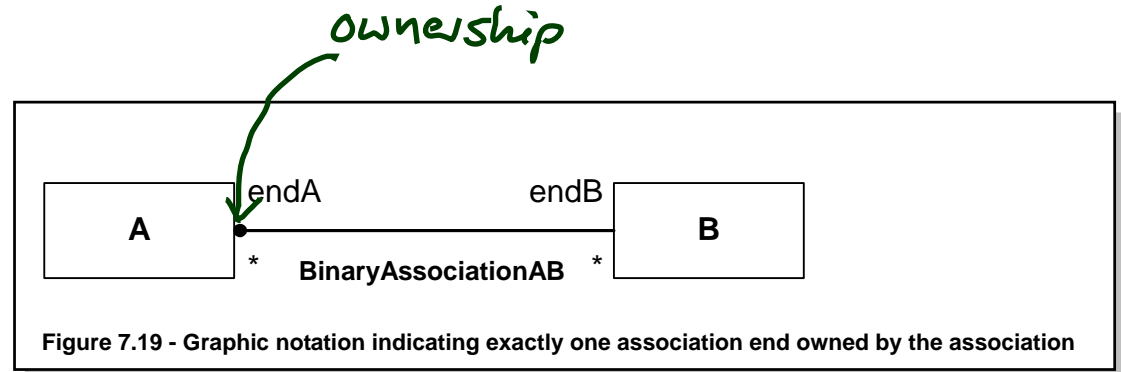 ownership
endA endB
A B
* BinaryAssociationAB *
Figure 7.19 - Graphic notation indicating exactly one association end owned by the association